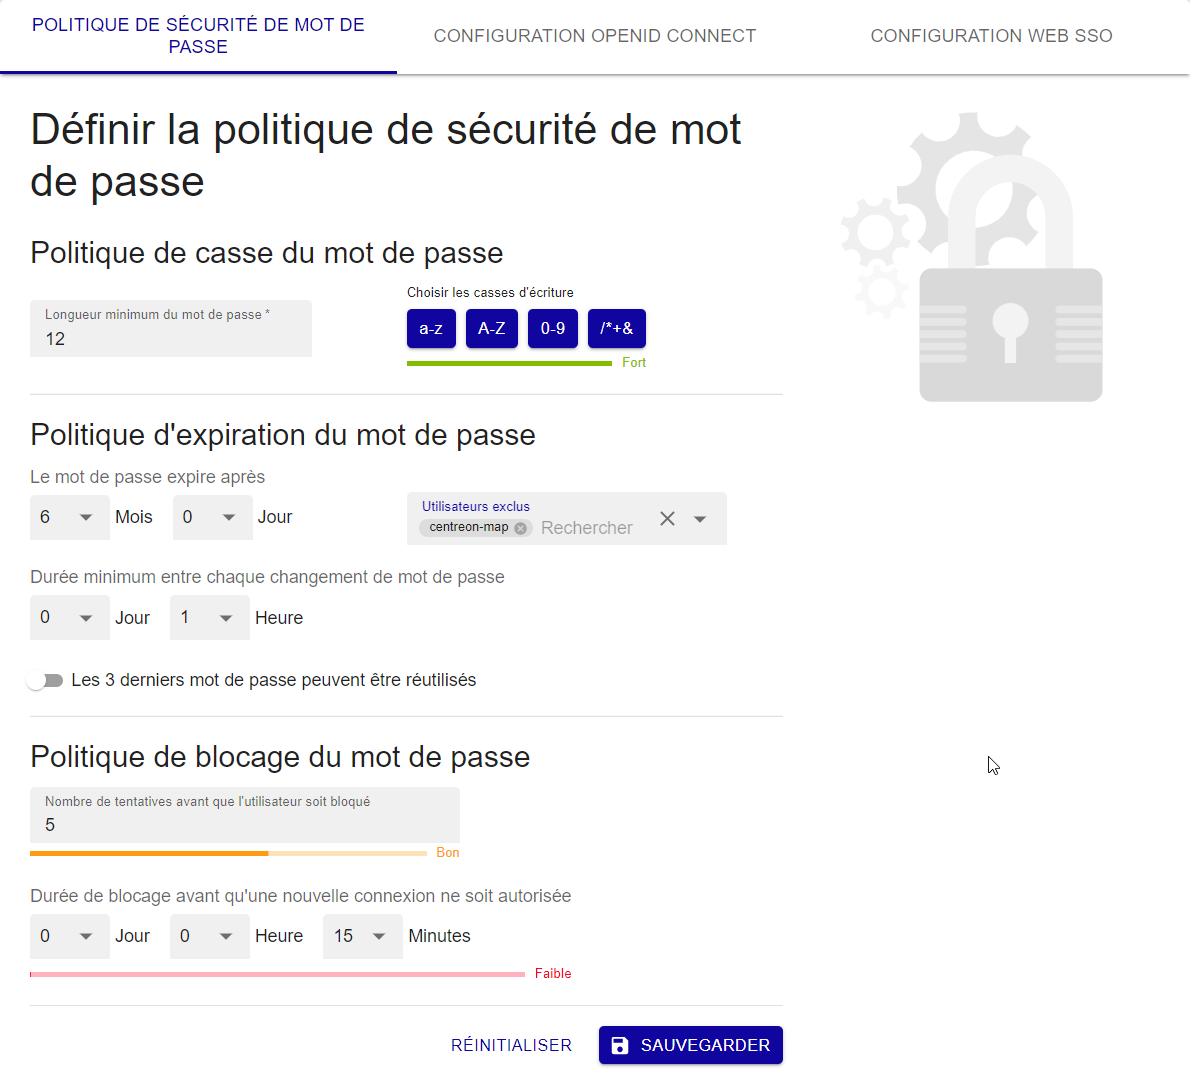 POLITIQUE DE SÉCURITÉ DE MOT DE
PASSE
CONFIGURATION OPENID CONNECT
CONFIGURATION WEB SSO
Définir la politique de sécurité de mot
de passe
Politique de casse du mot de passe
Longueur minimum du mot de passe *
12
Choisir les casses d'écriture
a-z A-Z 0-9 /*+&
Fort
Politique d'expiration du mot de passe
Le mot de passe expire après
6 Mois 0 Jour
Utilisateurs exclus
centreon-map Rechercher
Durée minimum entre chaque changement de mot de passe
0 Jour 1 Heure
Les 3 derniers mot de passe peuvent être réutilisés
Politique de blocage du mot de passe
Nombre de tentatives avant que l'utilisateur soit bloqué
5
Bon
Durée de blocage avant qu'une nouvelle connexion ne soit autorisée
0 Jour 0 Heure 15 Minutes
Faible
RÉINITIALISER
SAUVEGARDER